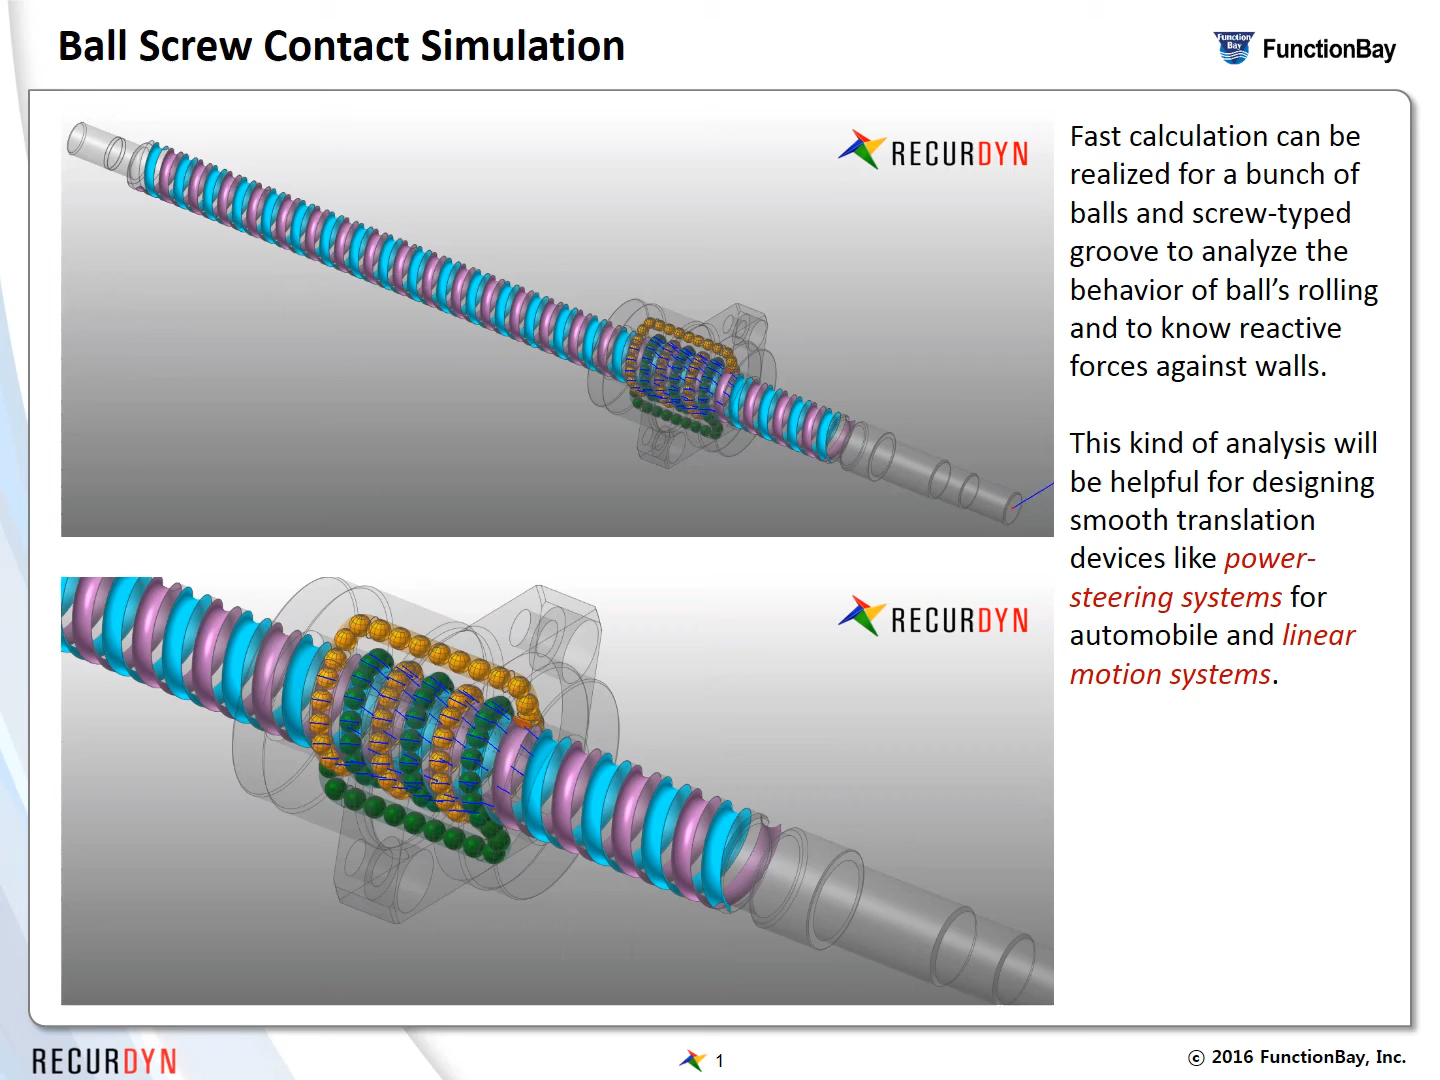 Ball Screw Contact Simulation
Function
Bay
FunctionBay
RECURDYN
Fast calculation can be
realized for a bunch of
balls and screw-typed
groove to analyze the
behavior of ball’s rolling
and to know reactive
forces against walls.
This kind of analysis will
be helpful for designing
smooth translation
devices like power-
steering systems for
automobile and linear
motion systems.
RECURDYN
RECURDYN
1
© 2016 FunctionBay, Inc.